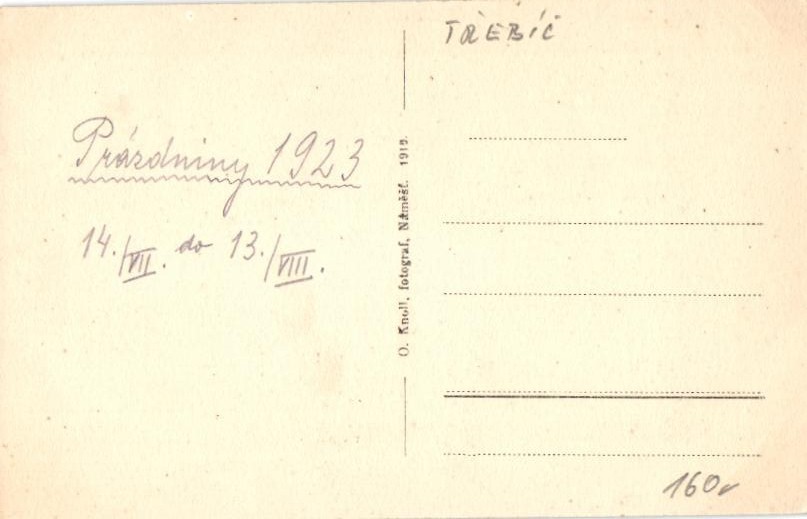 TŘEBÍČ
Prázdniny 1923
14./VII. do 13./VIII.
O. Knoll, fotograf, Náměšť. 1919.
160,-